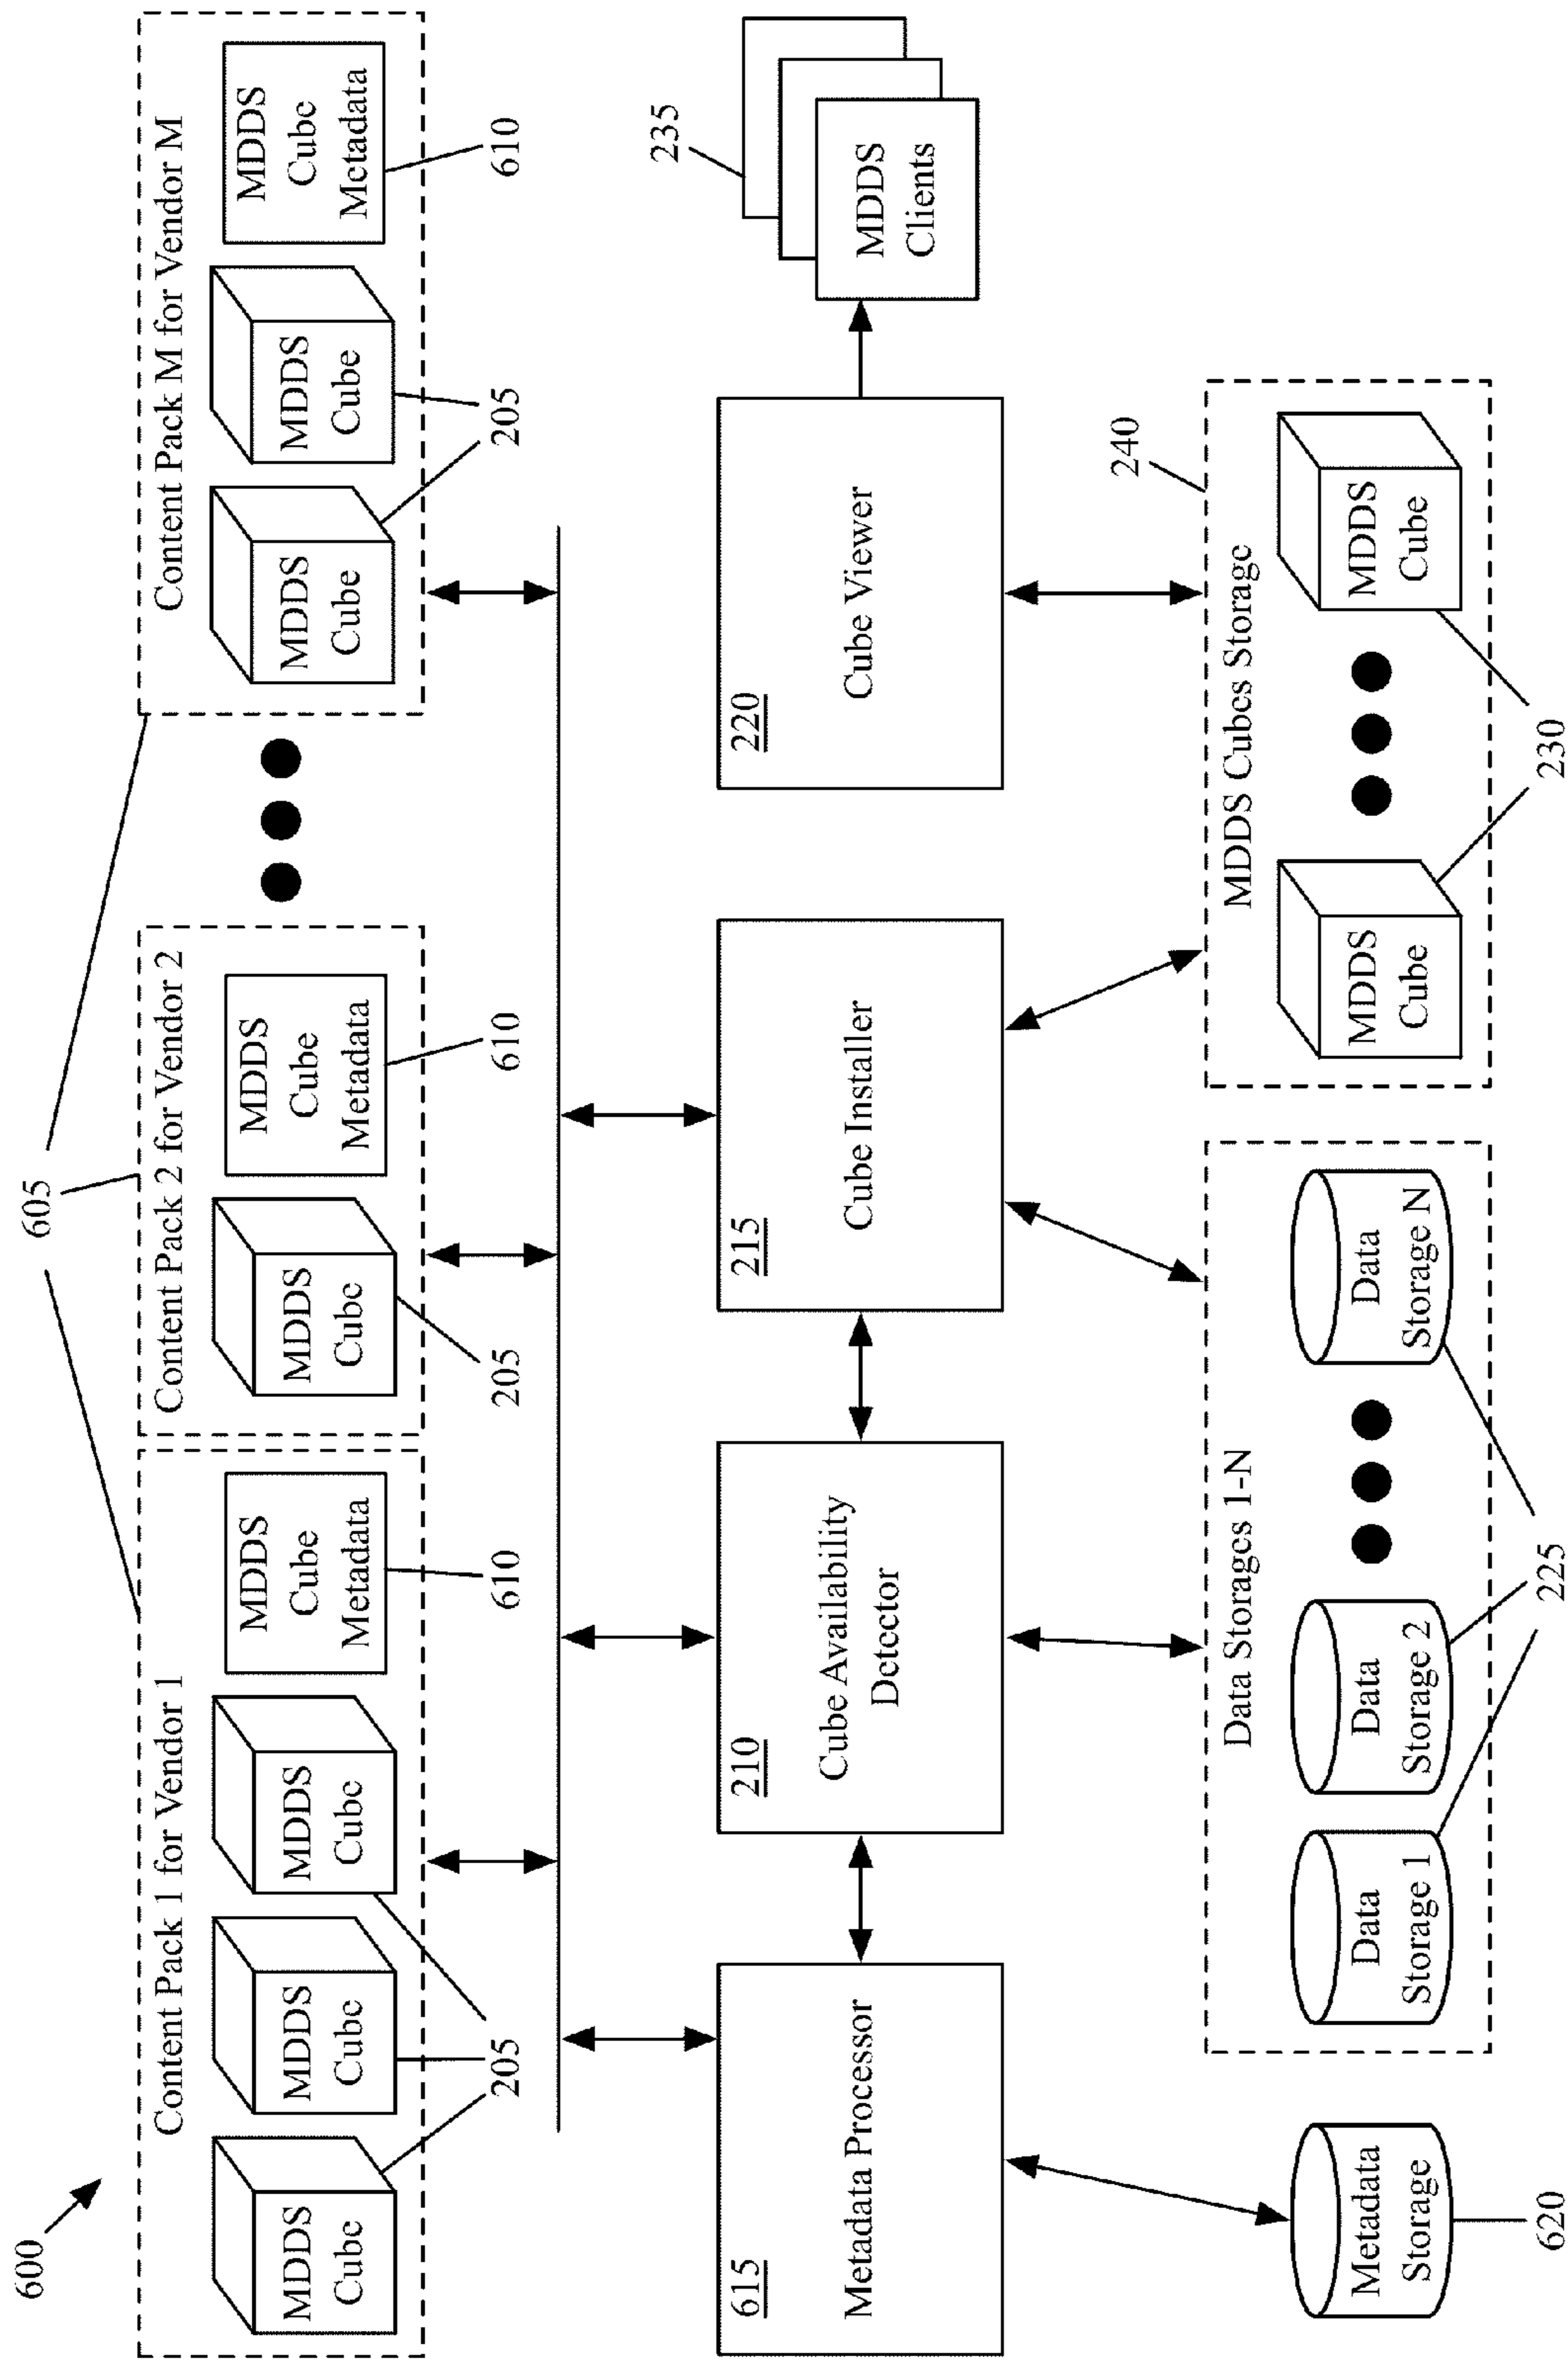 600
605
Content Pack 1 for Vendor 1
MDDS
Cube
MDDS
Cube
MDDS
Cube
MDDS
Cube
Metadata
205
610
Content Pack 2 for Vendor 2
MDDS
Cube
MDDS
Cube
Metadata
205
610
Content Pack M for Vendor M
MDDS
Cube
MDDS
Cube
MDDS
Cube
Metadata
205
610
615
Metadata Processor
210
Cube Availability
Detector
215
Cube Installer
220
Cube Viewer
235
MDDS
Clients
Metadata
Storage
620
Data Storages 1-N
Data
Storage 1
Data
Storage 2
Data
Storage N
225
240
MDDS Cubes Storage
MDDS
Cube
MDDS
Cube
230